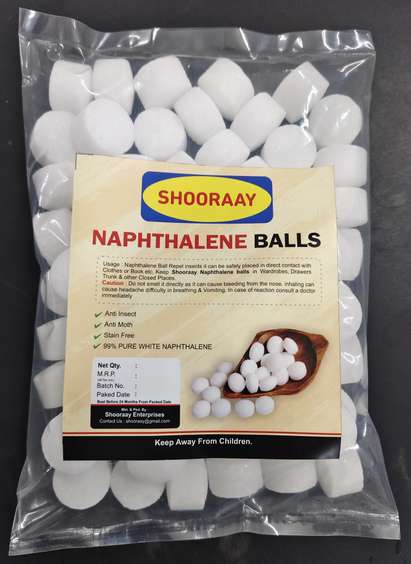 SHOORAAY
NAPHTHALENE BALLS
Usage : Naphthalene Ball Repel insents it can be safely placed in direct contact with
Clothes or Book etc. Keep Shooraay Naphthalene balls in Wardrobes, Drawers
Trunk & other Closed Places.
Caution : Do not smell it directly as it can cause bleeding from the nose. inhaling can
cause headache difficulty in breathing & Vomiting. In case of reaction consult a doctor
immediately
Anti Insect
Anti Moth
Stain Free
99% PURE WHITE NAPHTHALENE
Net Qty. :
M.R.P. :
Batch No. :
Paked Date :
Best Before 24 Months From Packed Date
Mfg. & Pkd. By
Shooraay Enterprises
Contact Us : shooraay@gmail.com
Keep Away From Children.